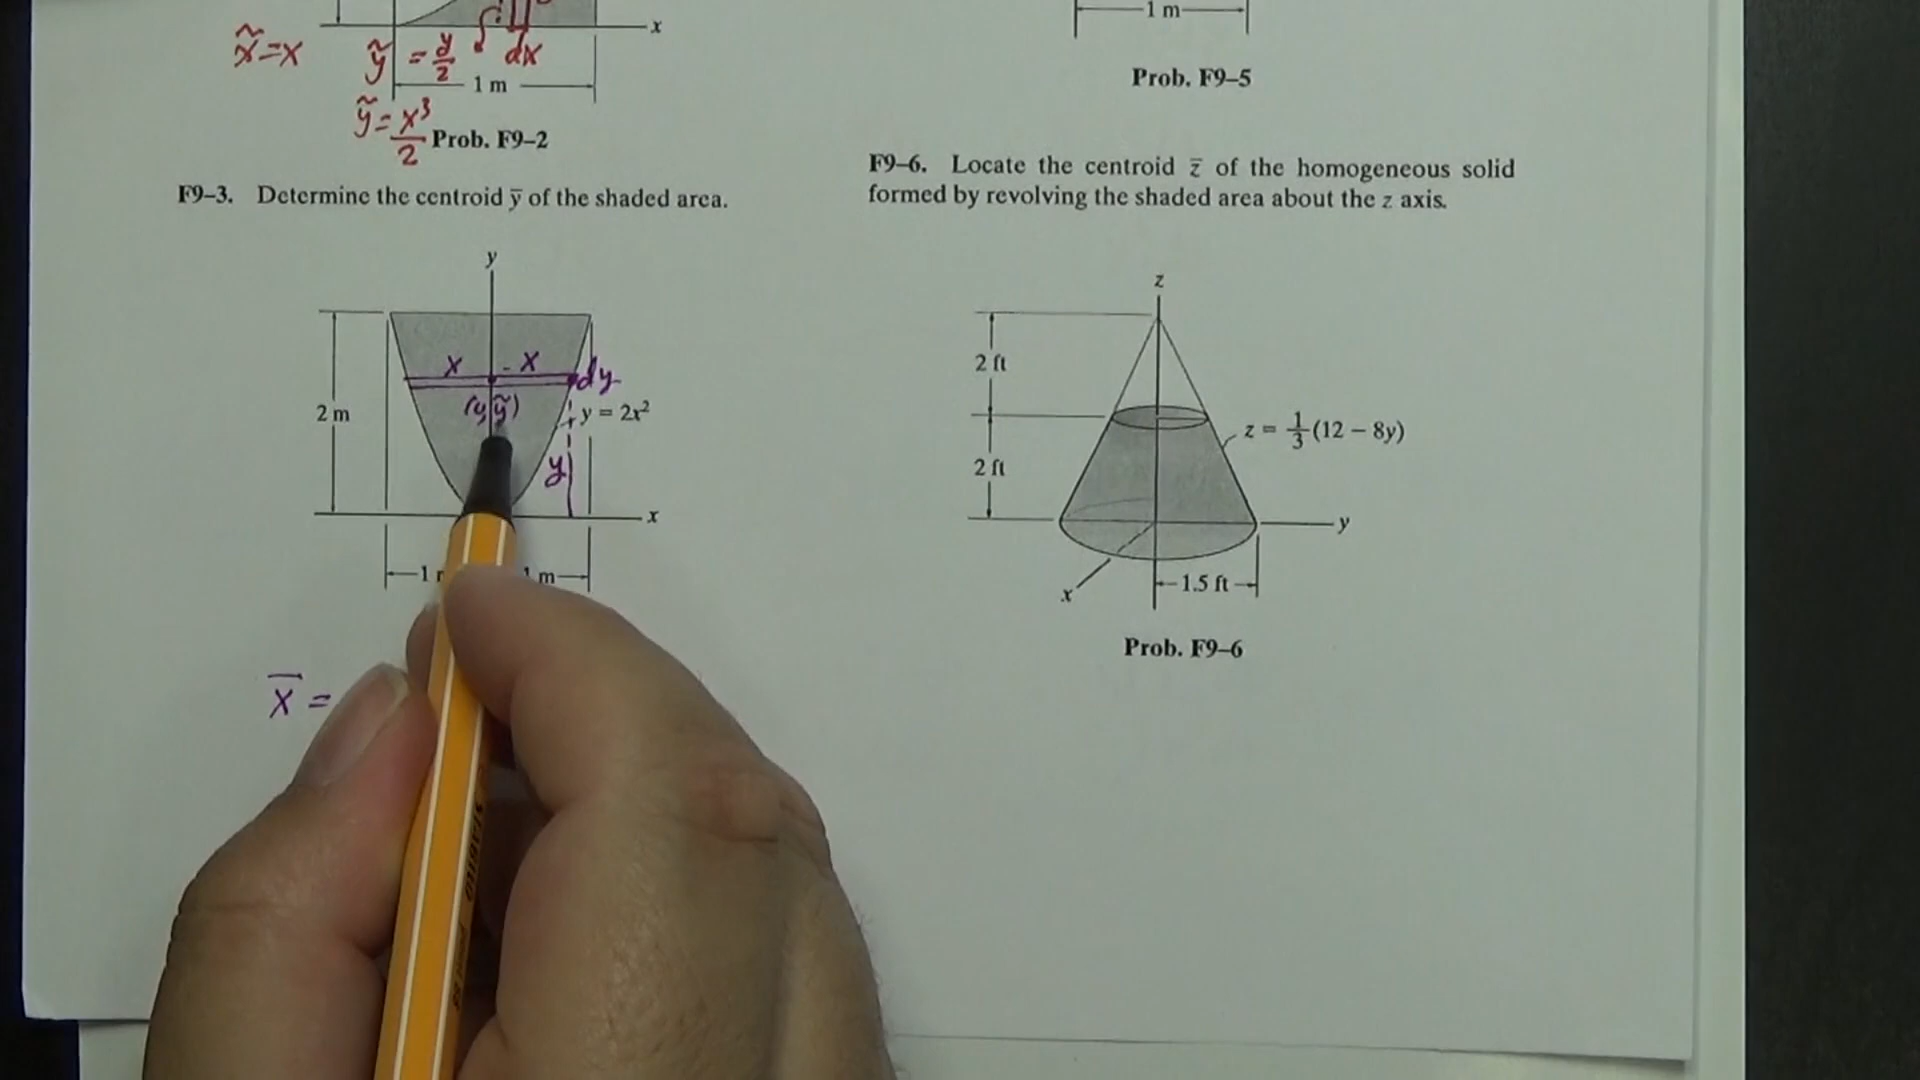 x
x̃ = x
ỹ = y/2
dx
1 m
ỹ = x³/2
Prob. F9–2
F9–3. Determine the centroid ȳ of the shaded area.
y
x
x
dy
2 m
y = 2x²
y
x
1 m
x̄ =
1 m
Prob. F9–5
F9–6. Locate the centroid z̄ of the homogeneous solid
formed by revolving the shaded area about the z axis.
z
2 ft
z = 1/3(12 – 8y)
2 ft
y
x
1.5 ft
Prob. F9–6
STABILO